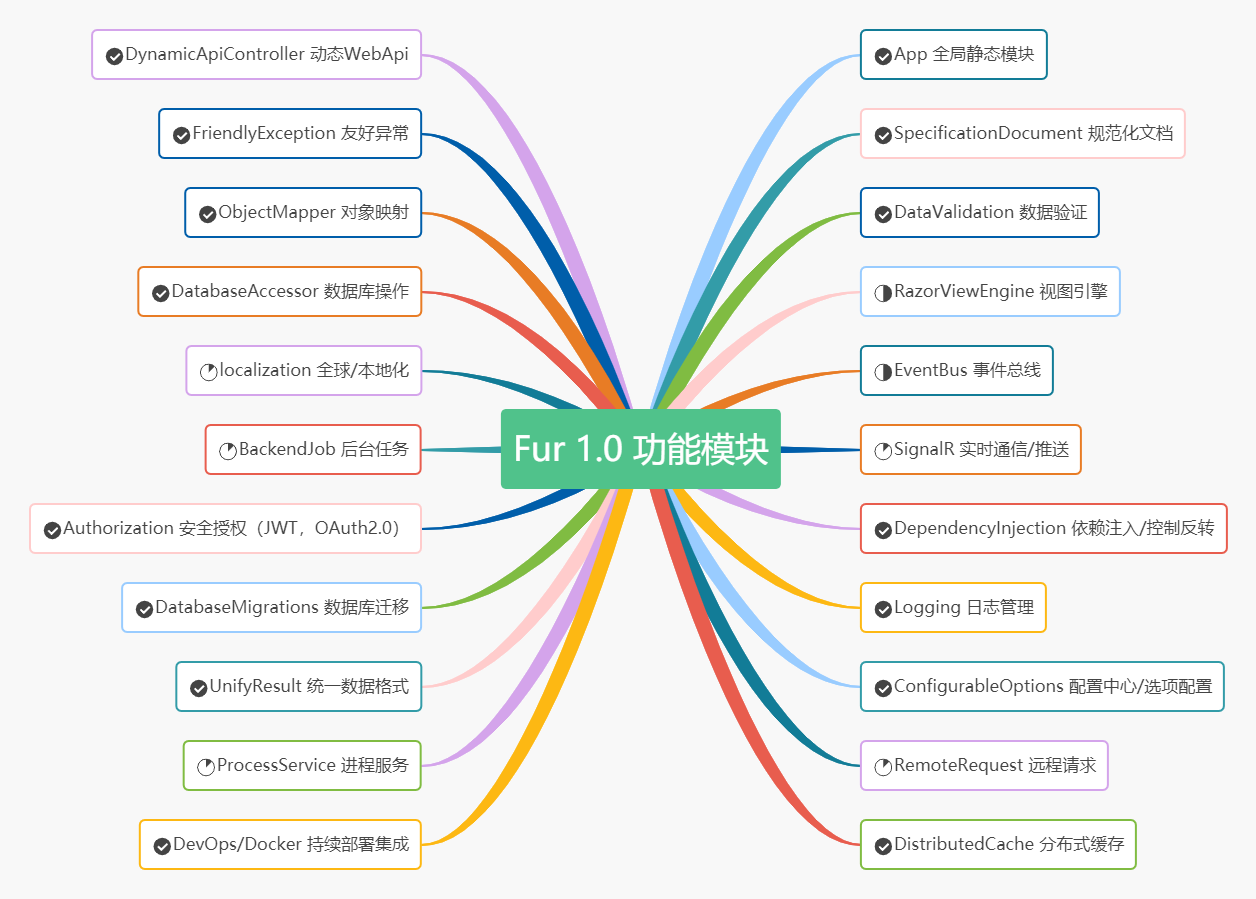 DynamicApiController 动态WebApi
FriendlyException 友好异常
ObjectMapper 对象映射
DatabaseAccessor 数据库操作
localization 全球/本地化
BackendJob 后台任务
Authorization 安全授权（JWT，OAuth2.0）
DatabaseMigrations 数据库迁移
UnifyResult 统一数据格式
ProcessService 进程服务
DevOps/Docker 持续部署集成
Fur 1.0 功能模块
App 全局静态模块
SpecificationDocument 规范化文档
DataValidation 数据验证
RazorViewEngine 视图引擎
EventBus 事件总线
SignalR 实时通信/推送
DependencyInjection 依赖注入/控制反转
Logging 日志管理
ConfigurableOptions 配置中心/选项配置
RemoteRequest 远程请求
DistributedCache 分布式缓存